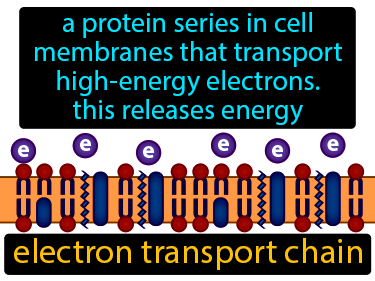 a protein series in cell
membranes that transport
high-energy electrons.
this releases energy
e e e e e e
electron transport chain